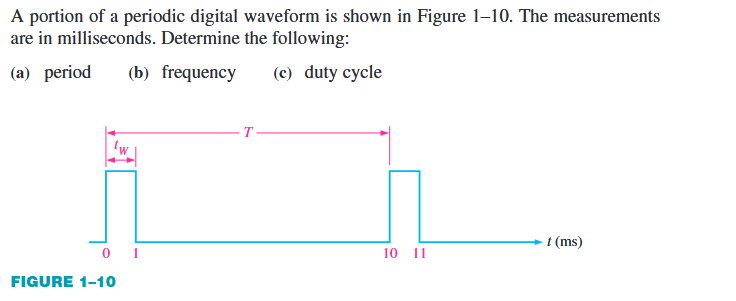 A portion of a periodic digital waveform is shown in Figure 1–10. The measurements
are in milliseconds. Determine the following:
(a) period (b) frequency (c) duty cycle
T
tW
t (ms)
0 1 10 11
FIGURE 1–10